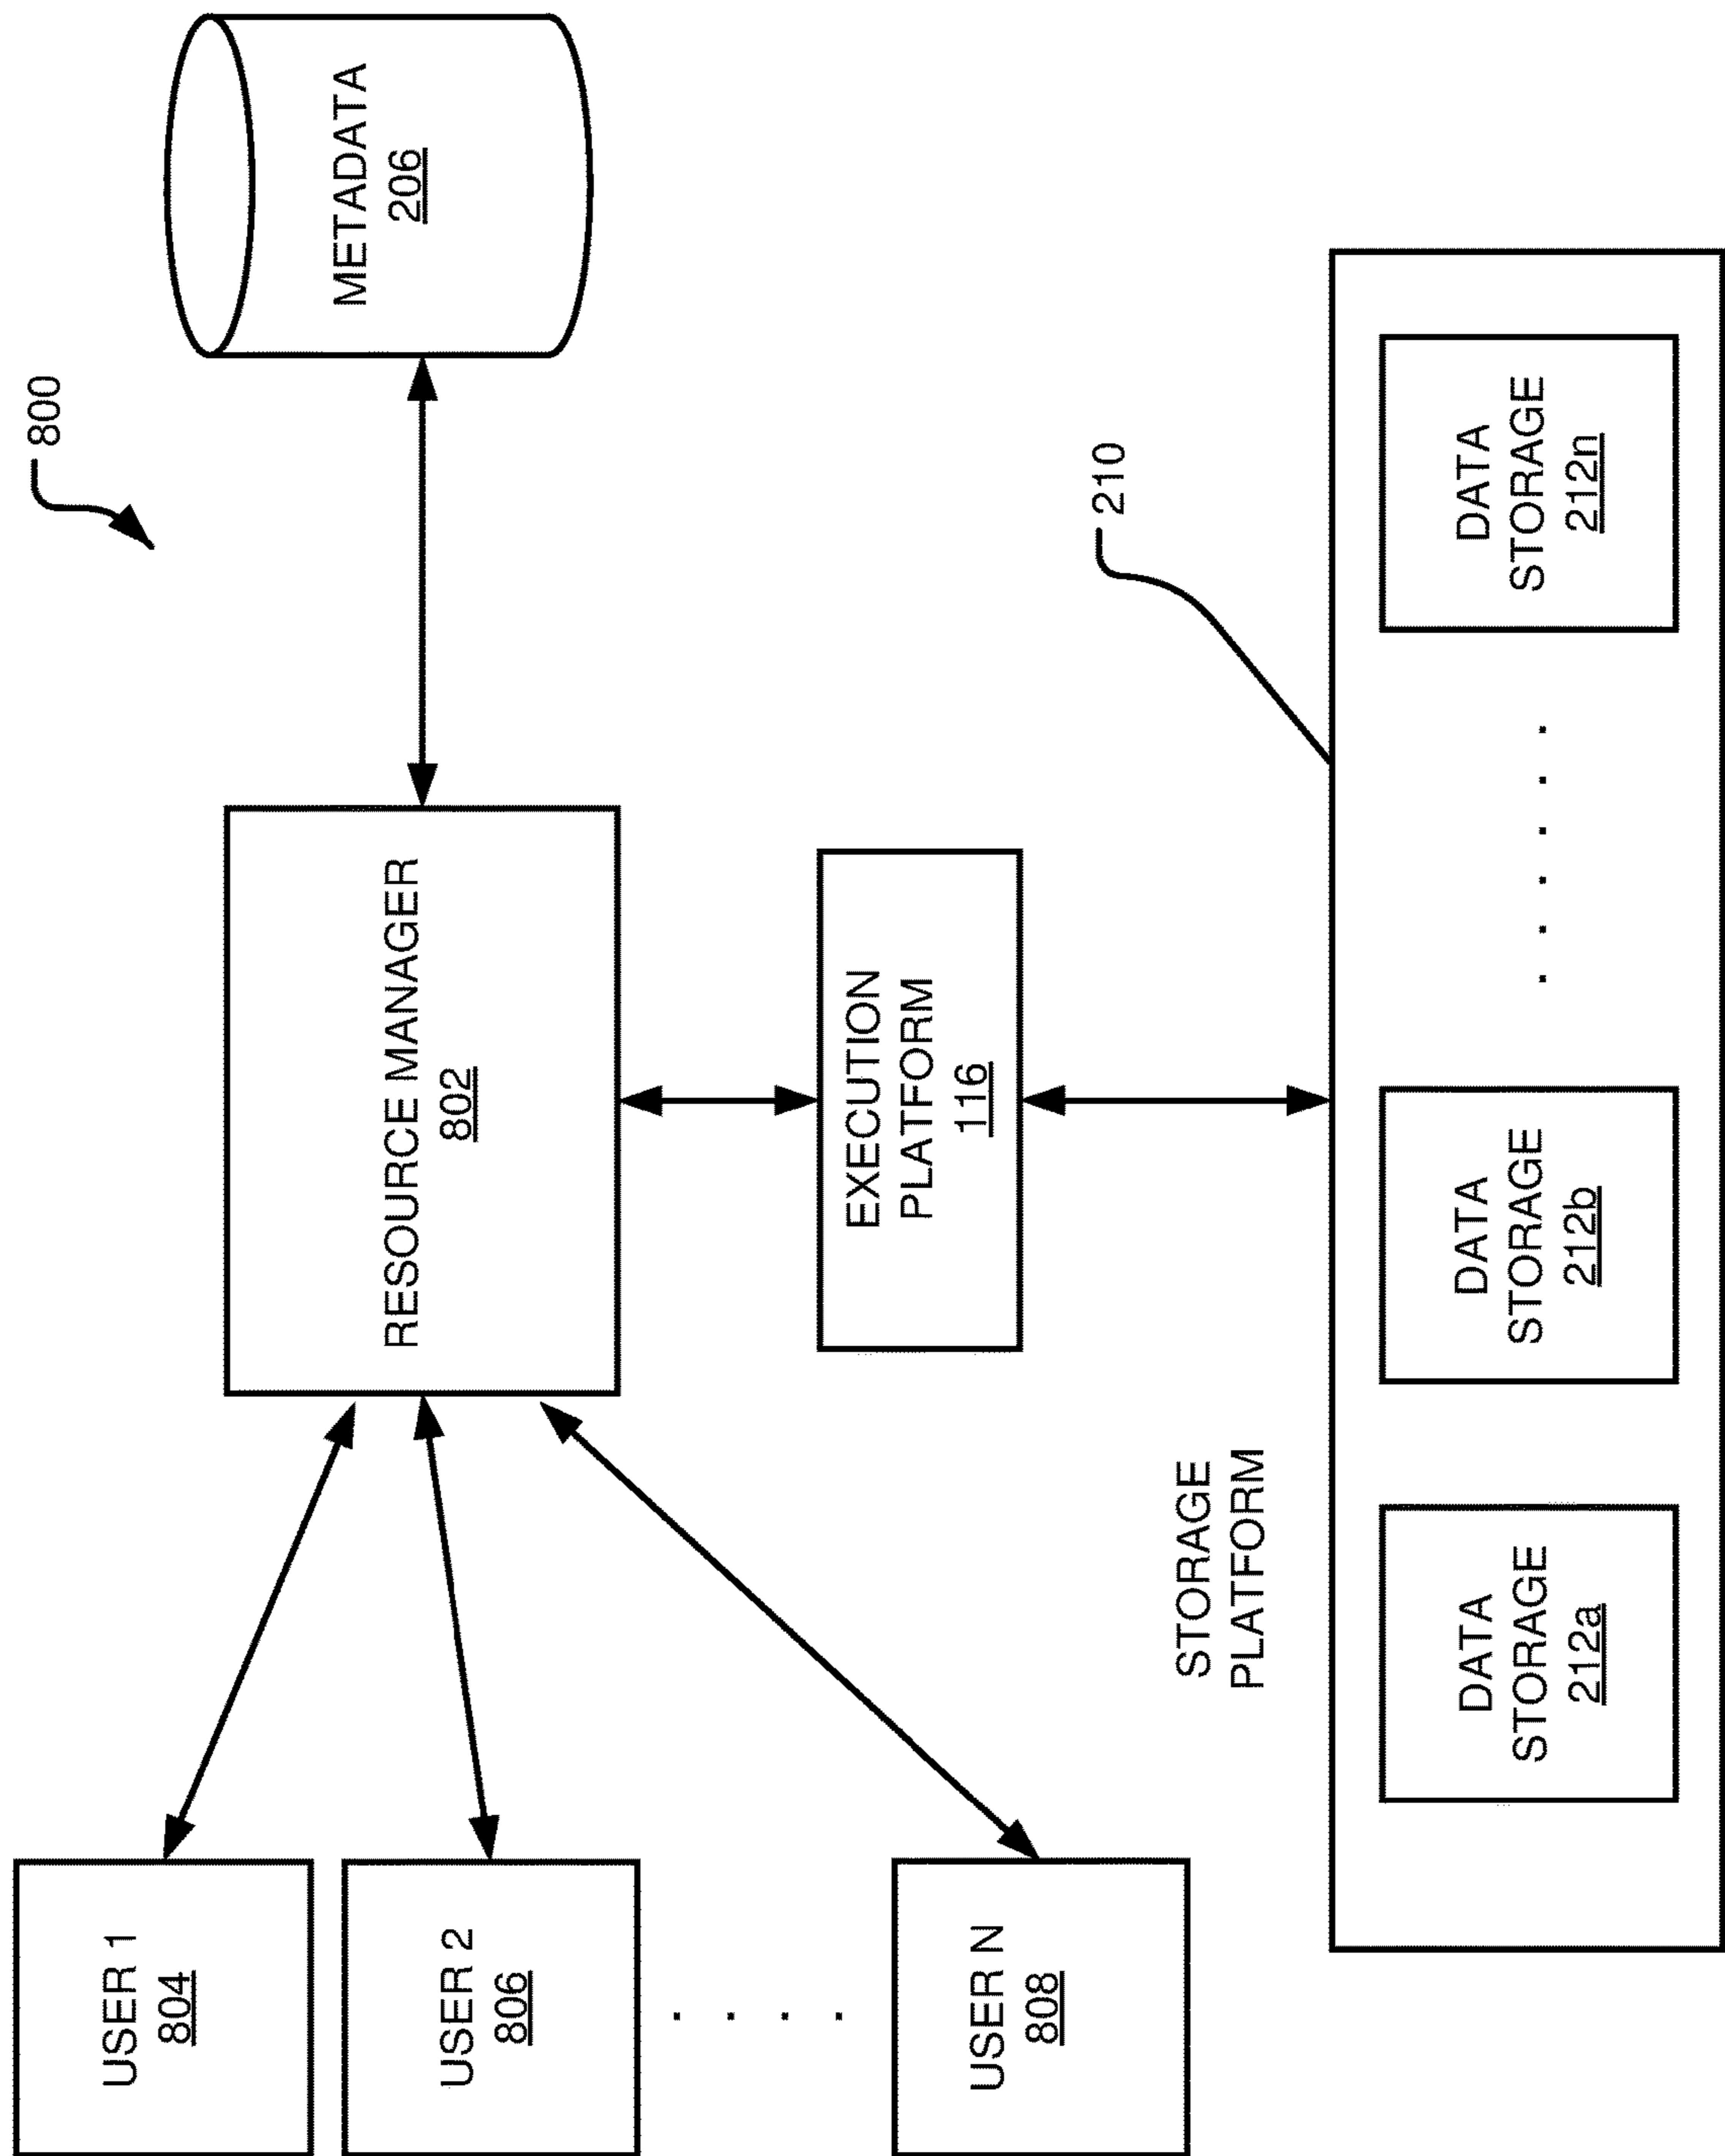 800
USER 1
804
USER 2
806
. . . .
USER N
808
RESOURCE MANAGER
802
METADATA
206
EXECUTION
PLATFORM
116
STORAGE
PLATFORM
210
DATA
STORAGE
212a
DATA
STORAGE
212b
. . . . . .
DATA
STORAGE
212n